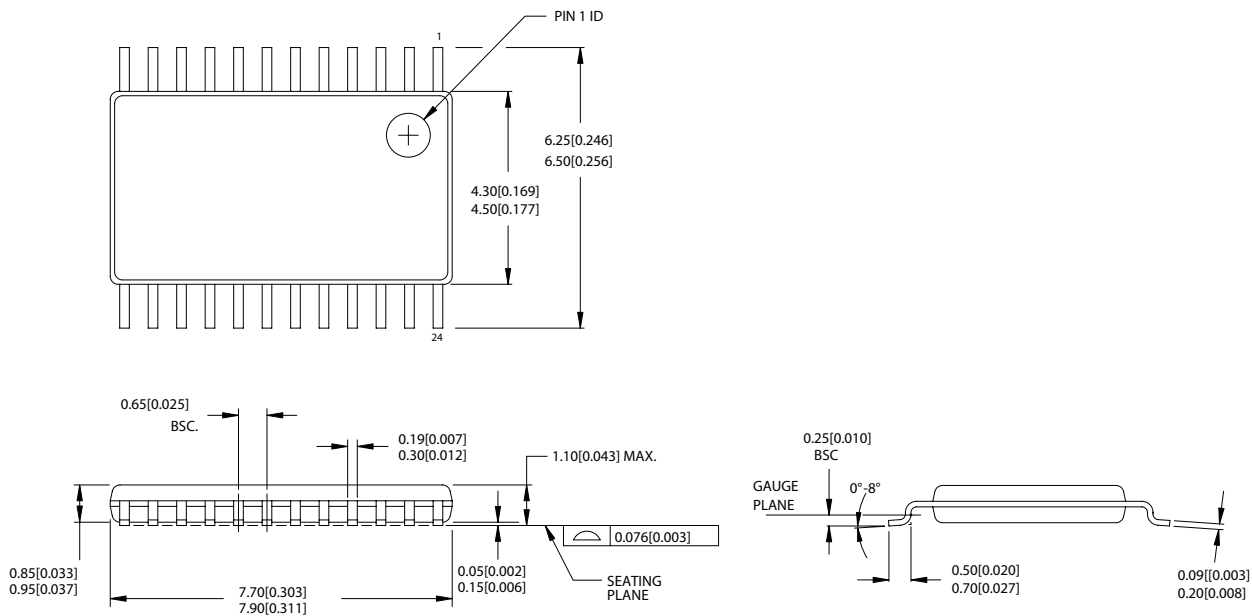 PIN 1 ID
1
6.25[0.246]
6.50[0.256]
4.30[0.169]
4.50[0.177]
24
0.65[0.025]
BSC.
0.19[0.007]
0.30[0.012]
1.10[0.043] MAX.
0.25[0.010]
BSC
GAUGE
PLANE
0°-8°
0.076[0.003]
0.85[0.033]
0.95[0.037]
7.70[0.303]
7.90[0.311]
0.05[0.002]
0.15[0.006]
SEATING
PLANE
0.50[0.020]
0.70[0.027]
0.09[[0.003]
0.20[0.008]